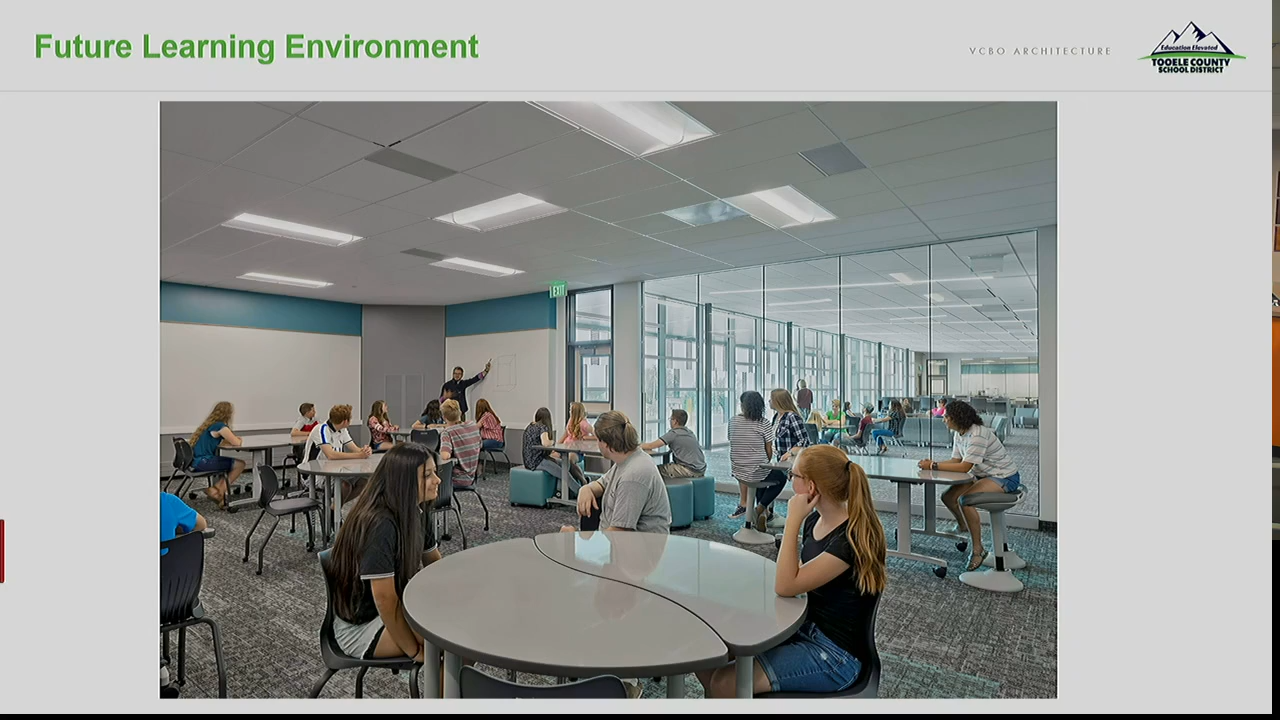 Future Learning Environment
VCBO ARCHITECTURE
Education Elevated
TOOELE COUNTY
SCHOOL DISTRICT
EXIT